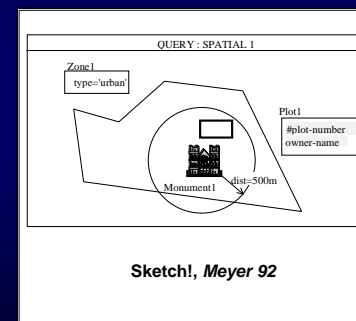 QUERY : SPATIAL 1
Zone1
type='urban'
Plot1
#plot-number
owner-name
dist=500m
Monument1
Sketch!, Meyer 92